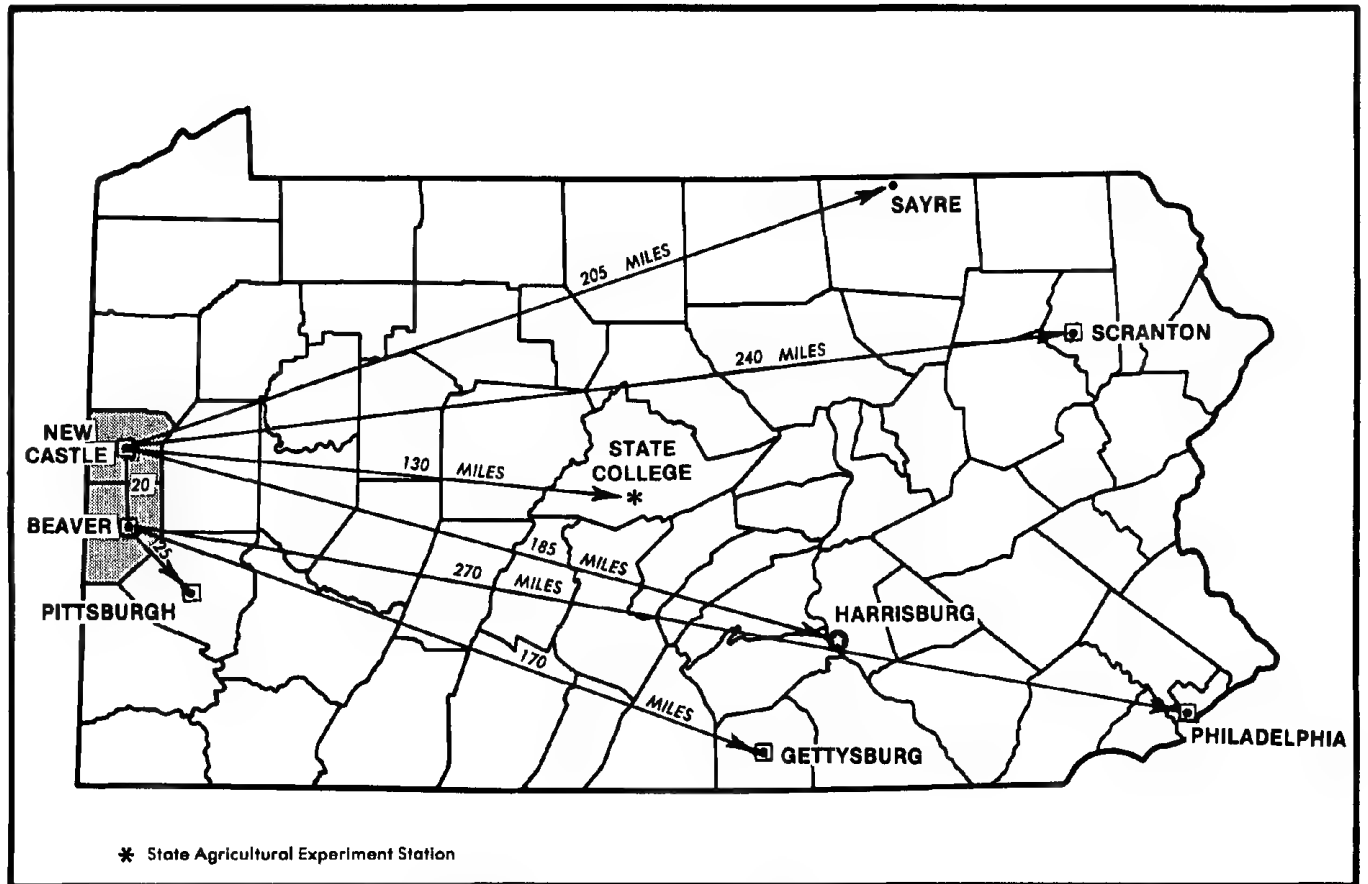 SAYRE
205 MILES
SCRANTON
240 MILES
NEW
CASTLE
STATE
COLLEGE
130 MILES
20
BEAVER
25
185 MILES
270 MILES
PITTSBURGH
HARRISBURG
170 MILES
PHILADELPHIA
GETTYSBURG
* State Agricultural Experiment Station